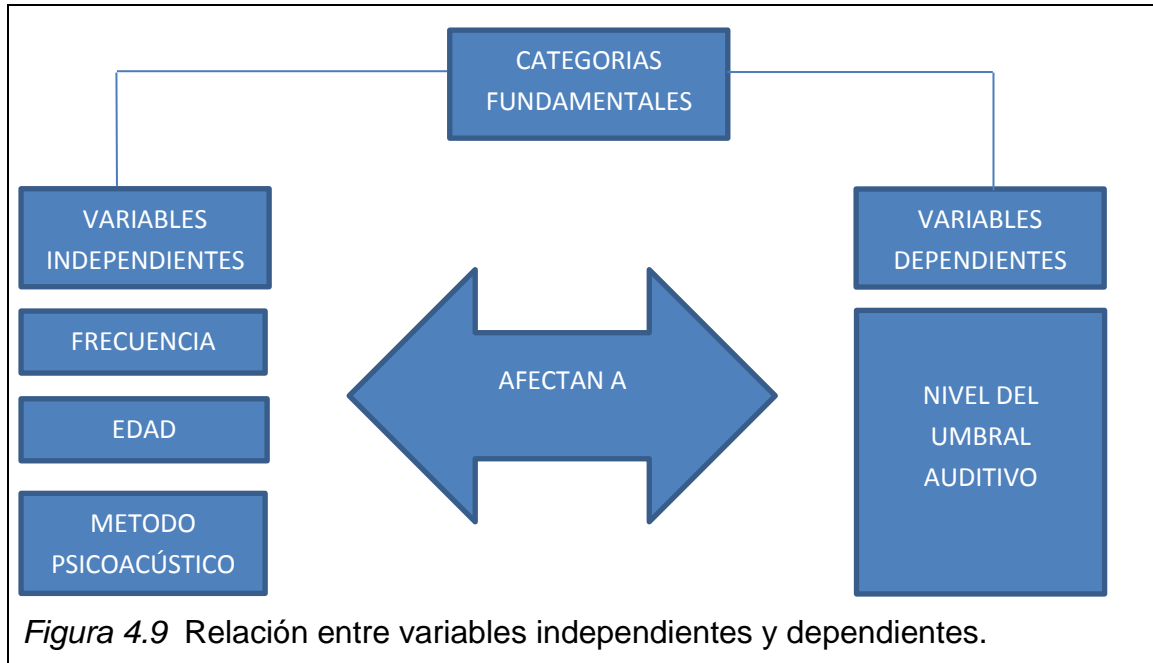 CATEGORIAS
FUNDAMENTALES
VARIABLES
INDEPENDIENTES
VARIABLES
DEPENDIENTES
FRECUENCIA
EDAD
METODO
PSICOACÚSTICO
AFECTAN A
NIVEL DEL
UMBRAL
AUDITIVO
Figura 4.9 Relación entre variables independientes y dependientes.